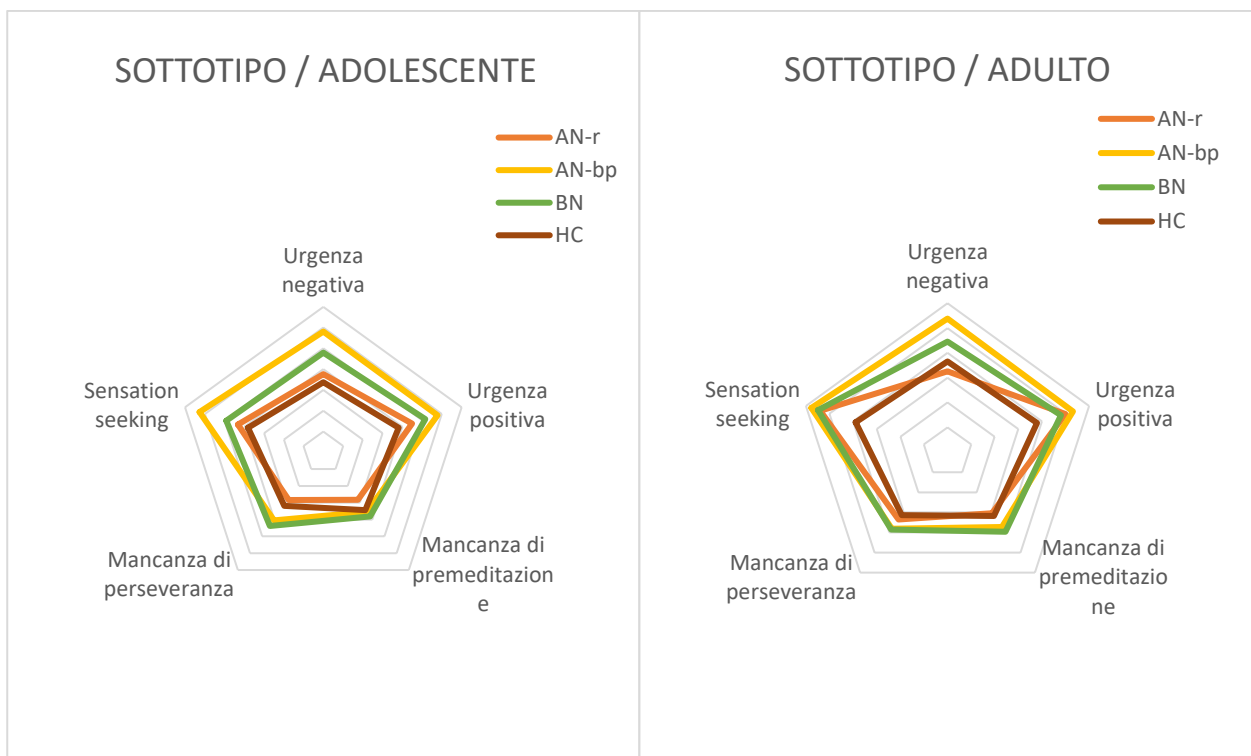 SOTTOTIPO / ADOLESCENTE
AN-r
AN-bp
BN
HC
Urgenza
negativa
Urgenza
positiva
Mancanza di
premeditazion
e
Mancanza di
perseveranza
Sensation
seeking
SOTTOTIPO / ADULTO
AN-r
AN-bp
BN
HC
Urgenza
negativa
Urgenza
positiva
Mancanza di
premeditazio
ne
Mancanza di
perseveranza
Sensation
seeking